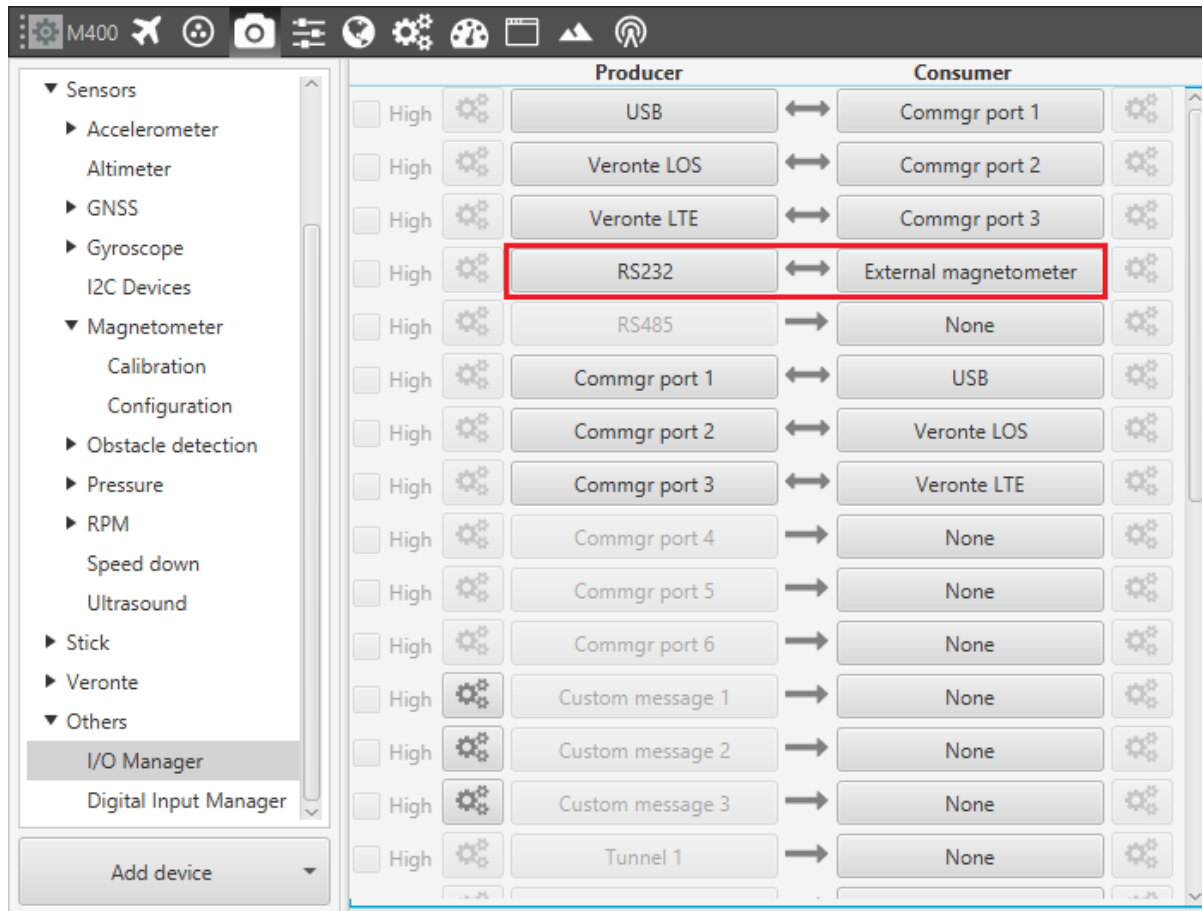 M400
Sensors
Accelerometer
Altimeter
GNSS
Gyroscope
I2C Devices
Magnetometer
Calibration
Configuration
Obstacle detection
Pressure
RPM
Speed down
Ultrasound
Stick
Veronte
Others
I/O Manager
Digital Input Manager
Add device
Producer Consumer
High USB Commgr port 1
High Veronte LOS Commgr port 2
High Veronte LTE Commgr port 3
High RS232 External magnetometer
High RS485 None
High Commgr port 1 USB
High Commgr port 2 Veronte LOS
High Commgr port 3 Veronte LTE
High Commgr port 4 None
High Commgr port 5 None
High Commgr port 6 None
High Custom message 1 None
High Custom message 2 None
High Custom message 3 None
High Tunnel 1 None